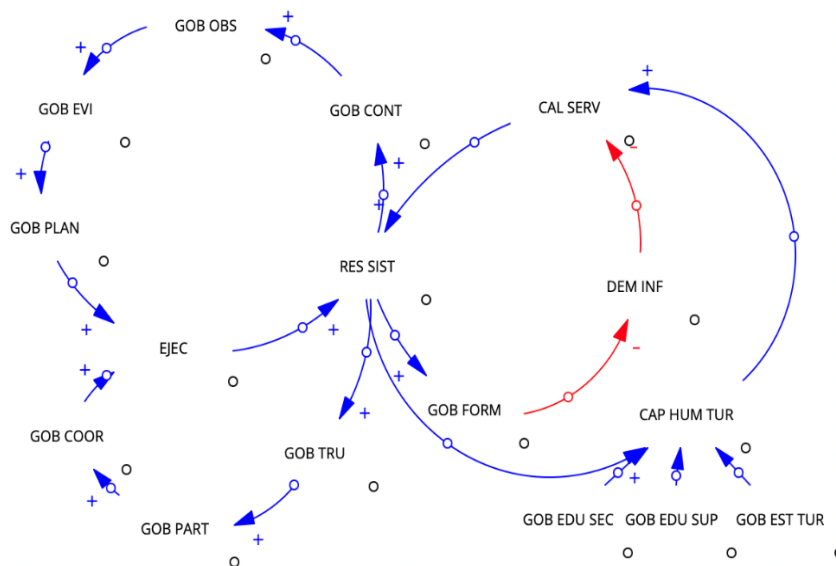 GOB OBS
GOB EVI
GOB CONT
CAL SERV
GOB PLAN
RES SIST
DEM INF
EJEC
GOB FORM
CAP HUM TUR
GOB COOR
GOB TRU
GOB PART
GOB EDU SEC
GOB EDU SUP
GOB EST TUR